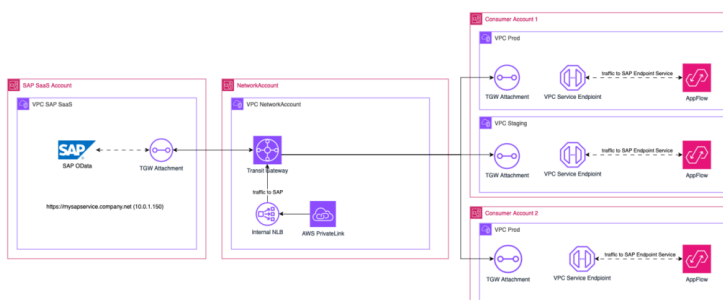 SAP SaaS Account
VPC SAP SaaS
SAP
SAP OData
TGW Attachment
https://mysapservice.company.net (10.0.1.150)
NetworkAccount
VPC NetworkAccount
Transit Gateway
traffic to SAP
Internal NLB
AWS PrivateLink
Consumer Account 1
VPC Prod
traffic to SAP Endpoint Service
TGW Attachment
VPC Service Endpoint
AppFlow
VPC Staging
traffic to SAP Endpoint Service
TGW Attachment
VPC Service Endpoint
AppFlow
Consumer Account 2
VPC Prod
traffic to SAP Endpoint Service
TGW Attachment
VPC Service Endpoint
AppFlow